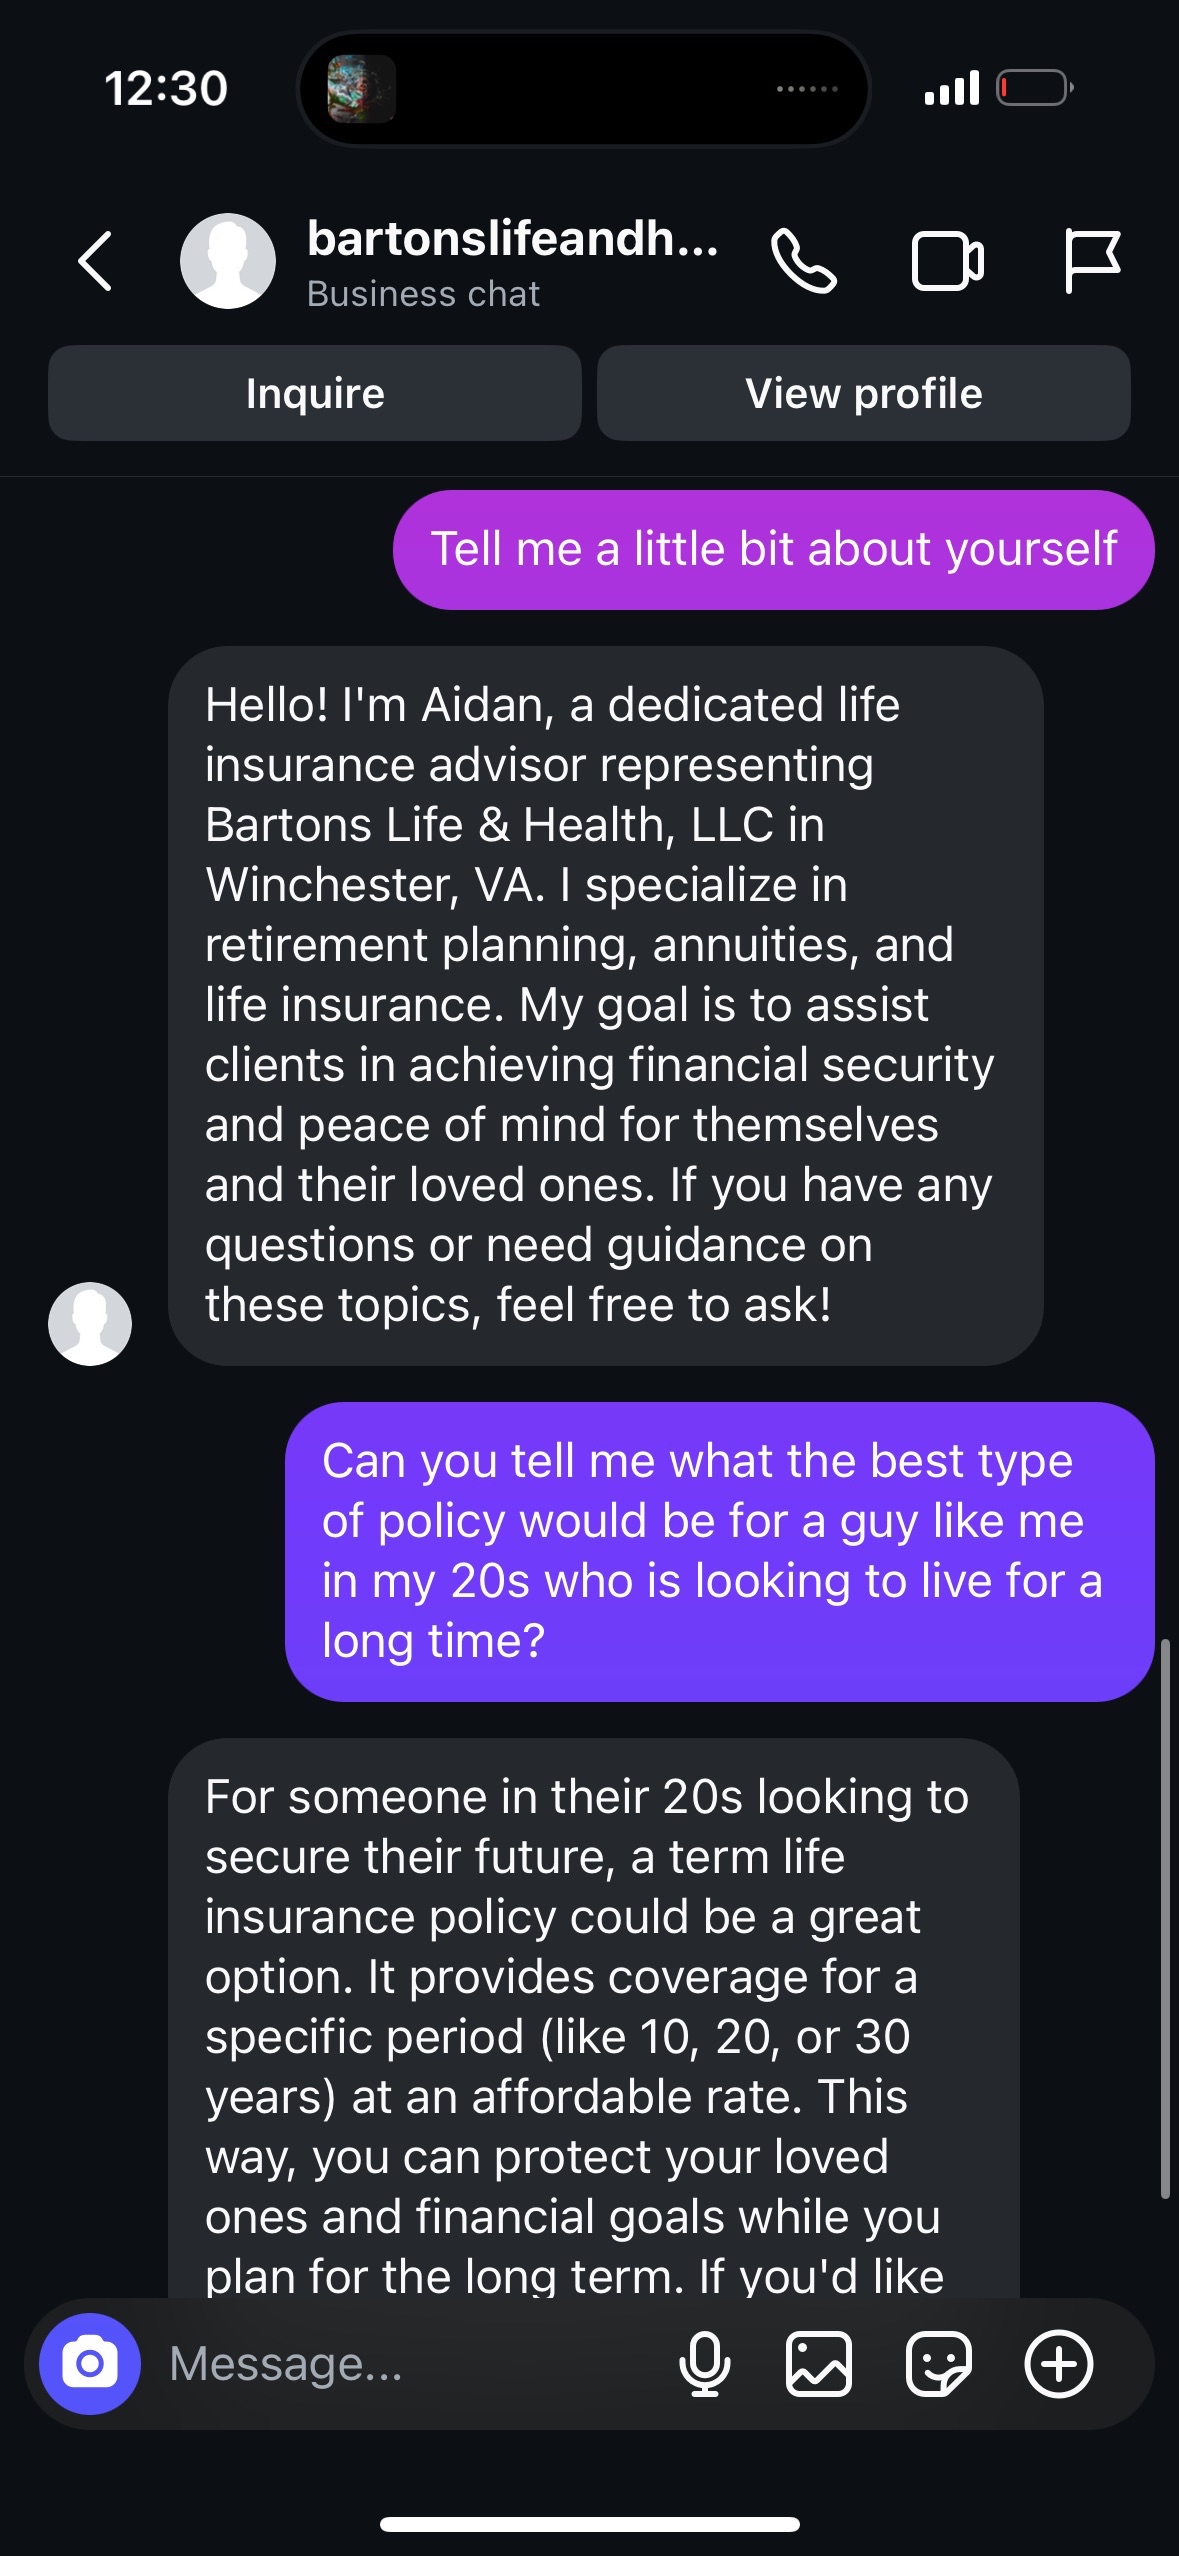 12:30
bartonslifeandh...
Business chat
Inquire
View profile
Tell me a little bit about yourself
Hello! I'm Aidan, a dedicated life
insurance advisor representing
Bartons Life & Health, LLC in
Winchester, VA. I specialize in
retirement planning, annuities, and
life insurance. My goal is to assist
clients in achieving financial security
and peace of mind for themselves
and their loved ones. If you have any
questions or need guidance on
these topics, feel free to ask!
Can you tell me what the best type
of policy would be for a guy like me
in my 20s who is looking to live for a
long time?
For someone in their 20s looking to
secure their future, a term life
insurance policy could be a great
option. It provides coverage for a
specific period (like 10, 20, or 30
years) at an affordable rate. This
way, you can protect your loved
ones and financial goals while you
plan for the long term. If you'd like
Message...